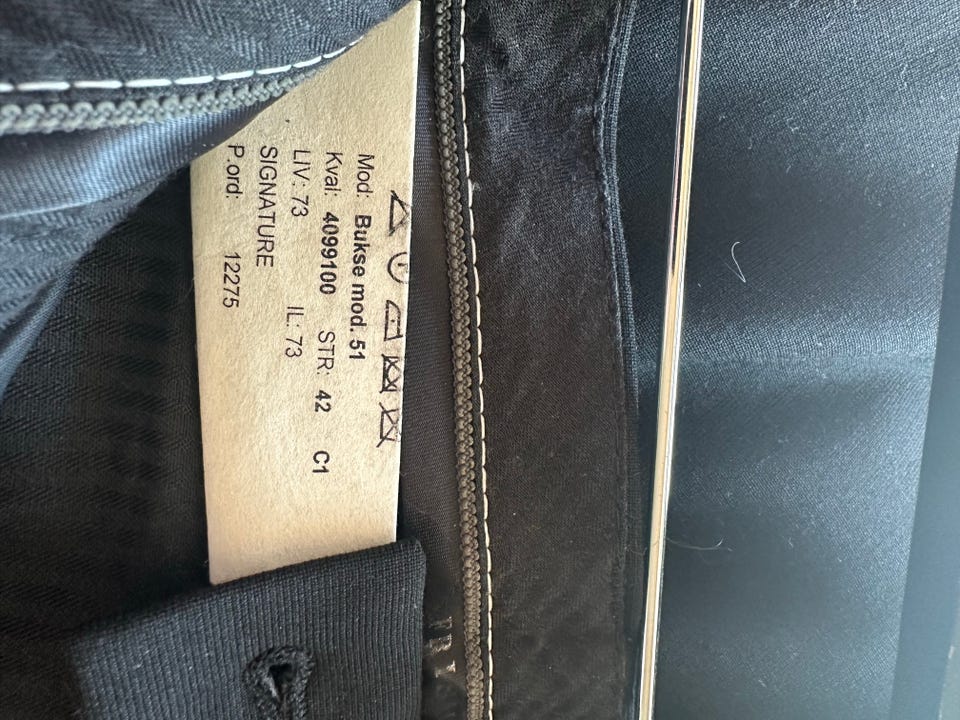 Mod: Bukse mod. 51
Kval: 4099100 STR: 42 C1
LIV: 73 IL: 73
SIGNATURE
P.ord: 12275